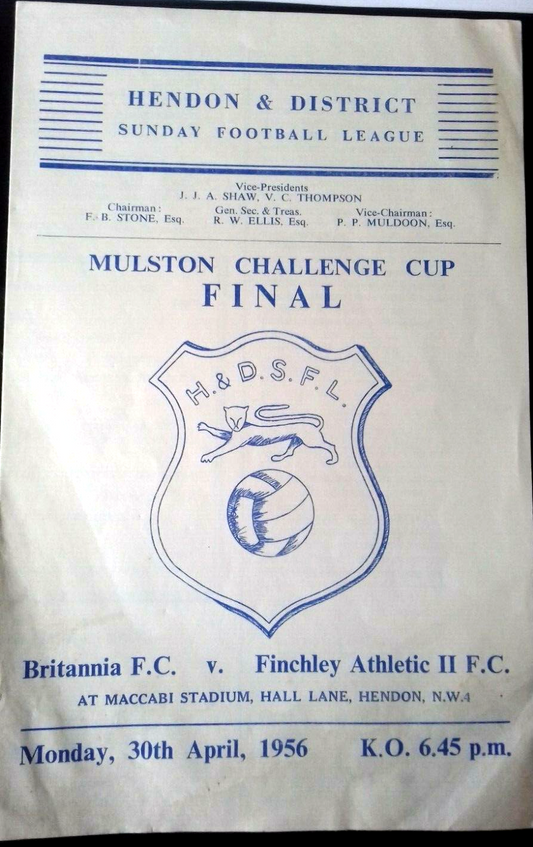 HENDON & DISTRICT
SUNDAY FOOTBALL LEAGUE
Vice-Presidents
J. J. A. SHAW, V. C. THOMPSON
Chairman: Gen. Sec. & Treas. Vice-Chairman:
F. B. STONE, Esq. R. W. ELLIS, Esq. P. P. MULDOON, Esq.
MULSTON CHALLENGE CUP
FINAL
H. & D. S. F. L.
Britannia F.C. v. Finchley Athletic II F.C.
AT MACCABI STADIUM, HALL LANE, HENDON, N.W.4
Monday, 30th April, 1956 K.O. 6.45 p.m.